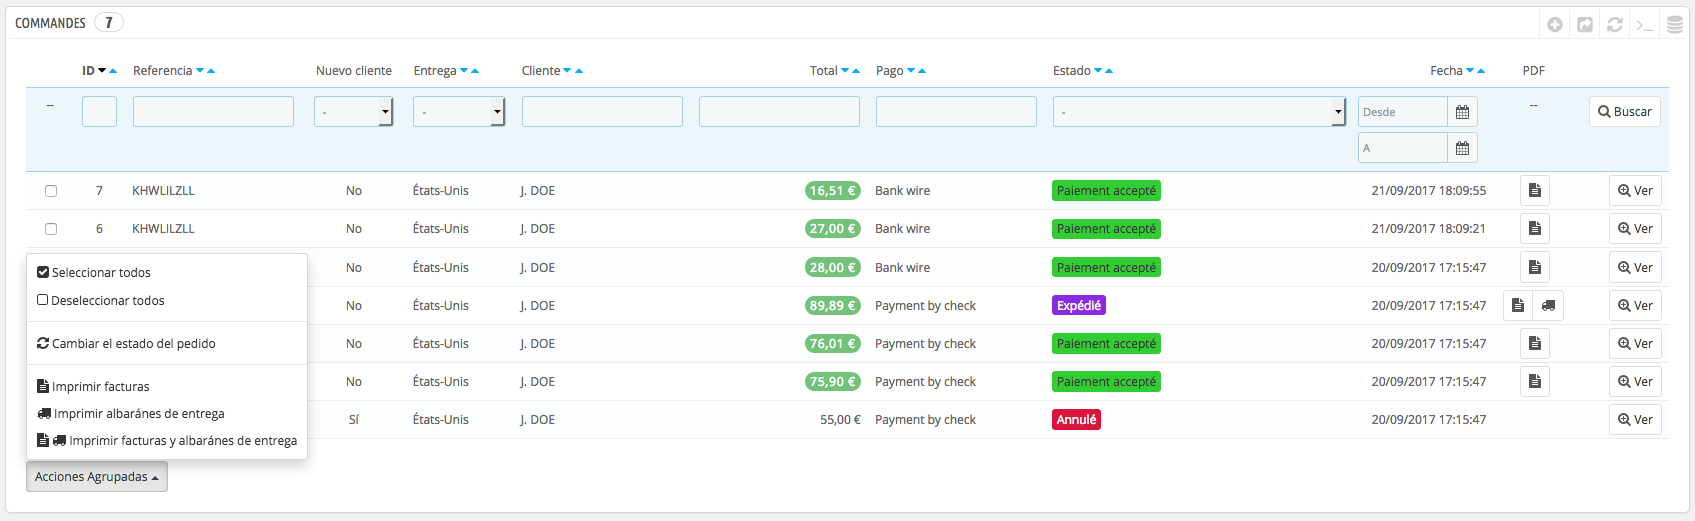 COMMANDES 7
ID Referencia Nuevo cliente Entrega Cliente Total Pago Estado Fecha PDF
-- - - - Desde -- Buscar
A
7 KHWLILZLL No États-Unis J. DOE 16,51 € Bank wire Paiement accepté 21/09/2017 18:09:55 Ver
6 KHWLILZLL No États-Unis J. DOE 27,00 € Bank wire Paiement accepté 21/09/2017 18:09:21 Ver
No États-Unis J. DOE 28,00 € Bank wire Paiement accepté 20/09/2017 17:15:47 Ver
No États-Unis J. DOE 89,89 € Payment by check Expédié 20/09/2017 17:15:47 Ver
No États-Unis J. DOE 76,01 € Payment by check Paiement accepté 20/09/2017 17:15:47 Ver
No États-Unis J. DOE 75,90 € Payment by check Paiement accepté 20/09/2017 17:15:47 Ver
Sí États-Unis J. DOE 55,00 € Payment by check Annulé 20/09/2017 17:15:47 Ver
Seleccionar todos
Deseleccionar todos
Cambiar el estado del pedido
Imprimir facturas
Imprimir albaránes de entrega
Imprimir facturas y albaránes de entrega
Acciones Agrupadas